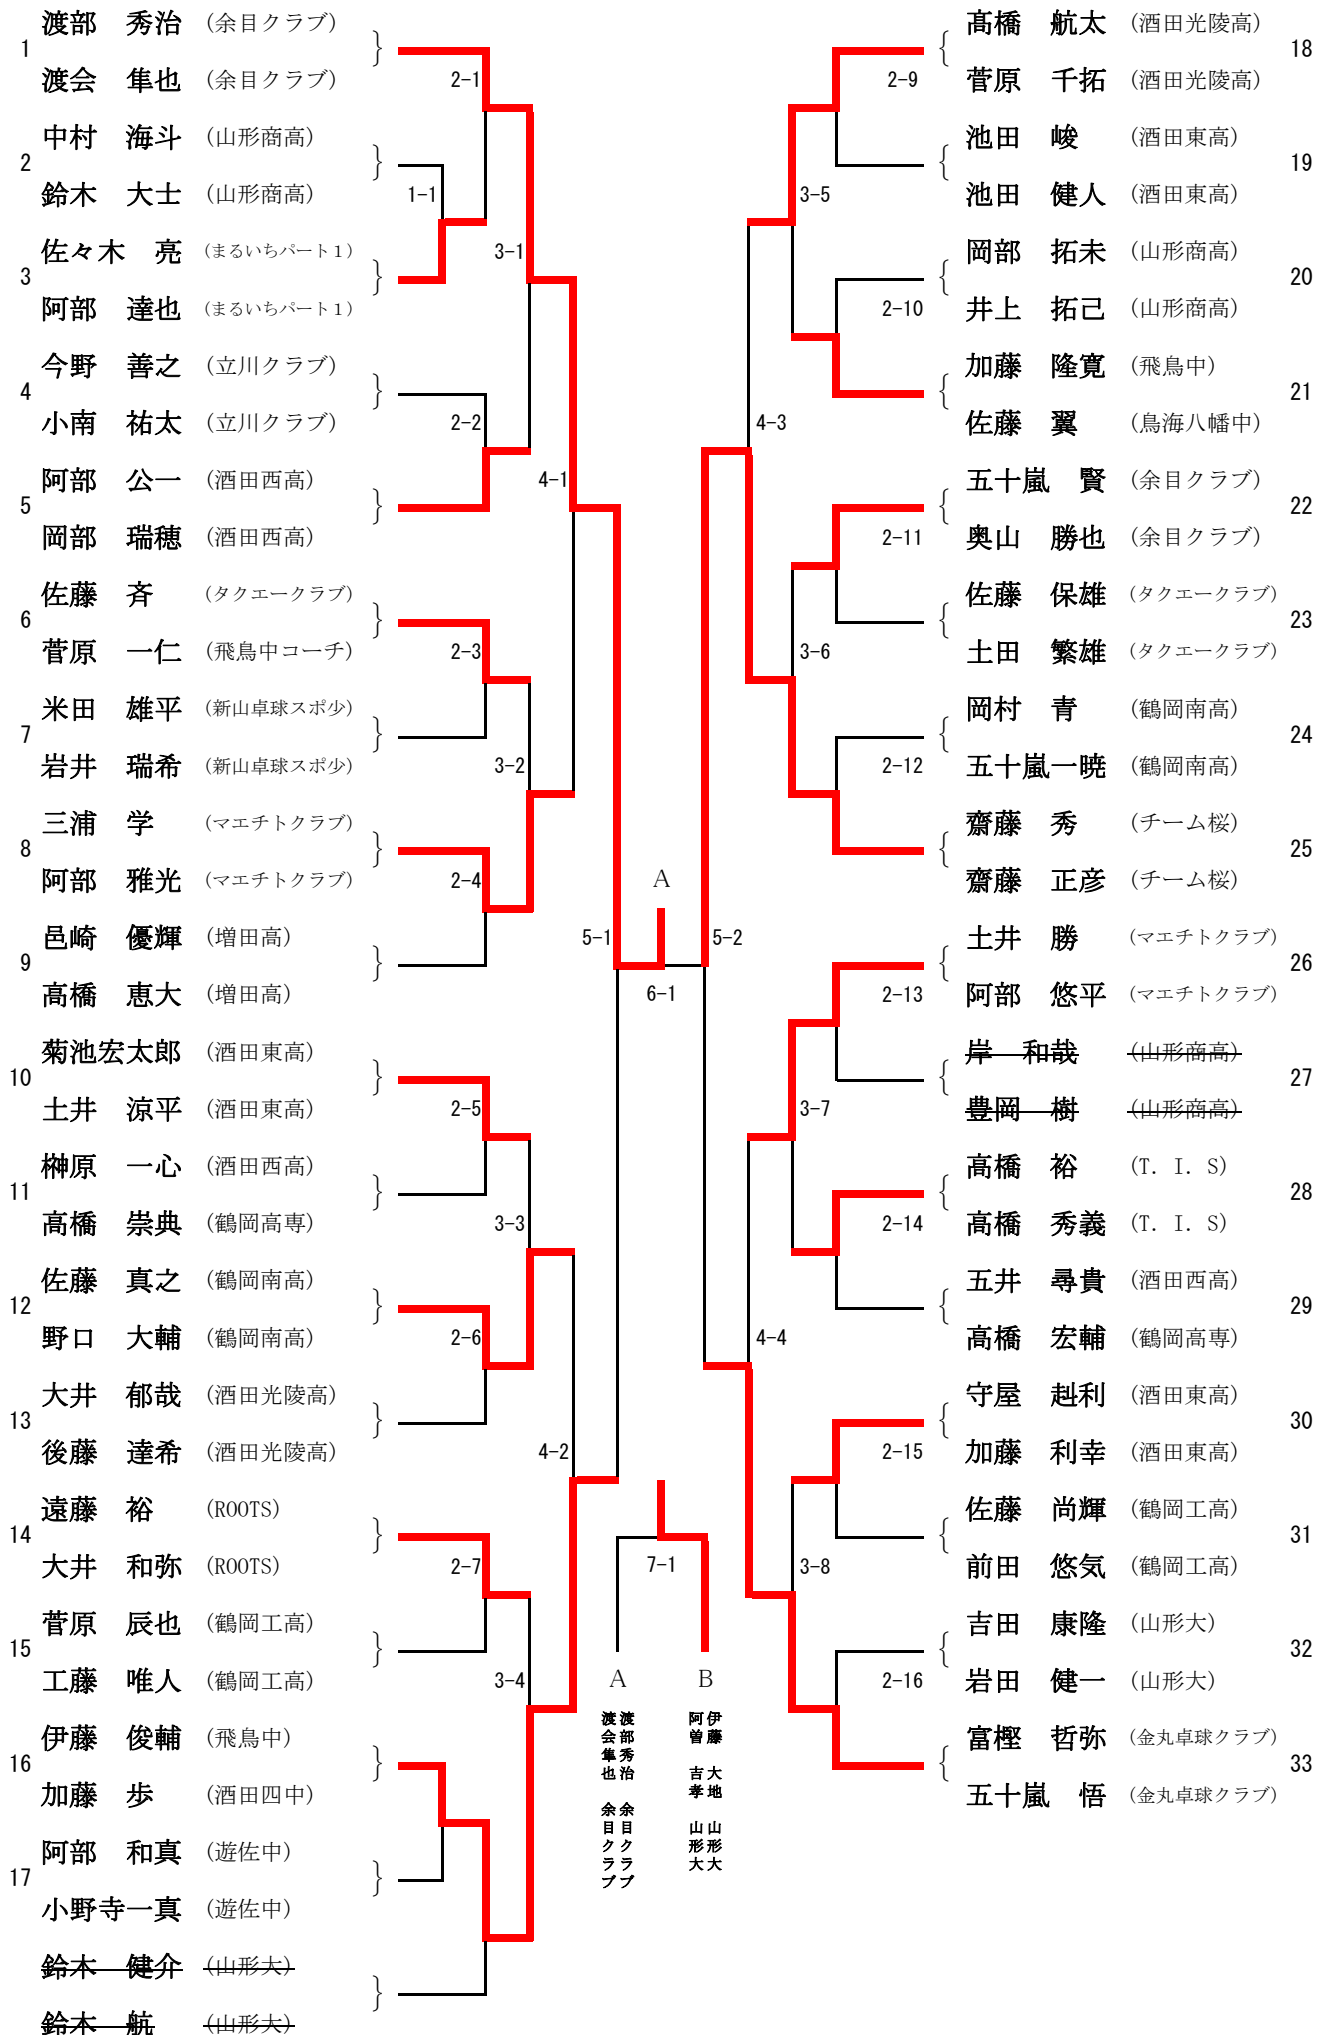 1
渡部　秀治 (余目クラブ)
渡会　隼也 (余目クラブ)
2
中村　海斗 (山形商高)
鈴木　大士 (山形商高)
3
佐々木　亮 (まるいちパート1)
阿部　達也 (まるいちパート1)
4
今野　善之 (立川クラブ)
小南　祐太 (立川クラブ)
5
阿部　公一 (酒田西高)
岡部　瑞穂 (酒田西高)
6
佐藤　斉 (タクエークラブ)
菅原　一仁 (飛鳥中コーチ)
7
米田　雄平 (新山卓球スポ少)
岩井　瑞希 (新山卓球スポ少)
8
三浦　学 (マエチトクラブ)
阿部　雅光 (マエチトクラブ)
9
邑崎　優輝 (増田高)
高橋　恵大 (増田高)
10
菊池宏太郎 (酒田東高)
土井　涼平 (酒田東高)
11
榊原　一心 (酒田西高)
高橋　崇典 (鶴岡高専)
12
佐藤　真之 (鶴岡南高)
野口　大輔 (鶴岡南高)
13
大井　郁哉 (酒田光陵高)
後藤　達希 (酒田光陵高)
14
遠藤　裕 (ROOTS)
大井　和弥 (ROOTS)
15
菅原　辰也 (鶴岡工高)
工藤　唯人 (鶴岡工高)
16
伊藤　俊輔 (飛鳥中)
加藤　歩 (酒田四中)
17
阿部　和真 (遊佐中)
小野寺一真 (遊佐中)
鈴木　健介 (山形大)
鈴木　航 (山形大)
2-1
1-1
3-1
2-2
4-1
2-3
3-2
2-4
5-1
2-5
3-3
2-6
4-2
2-7
3-4
A
6-1
7-1
A
B
渡部秀治　余目クラブ
渡会隼也　余目クラブ
伊藤　大地　山形大
阿曽　吉孝　山形大
2-9
3-5
2-10
4-3
2-11
3-6
2-12
5-2
2-13
3-7
2-14
4-4
2-15
3-8
2-16
18
髙橋　航太 (酒田光陵高)
菅原　千拓 (酒田光陵高)
19
池田　峻 (酒田東高)
池田　健人 (酒田東高)
20
岡部　拓未 (山形商高)
井上　拓己 (山形商高)
21
加藤　隆寛 (飛鳥中)
佐藤　翼 (鳥海八幡中)
22
五十嵐　賢 (余目クラブ)
奥山　勝也 (余目クラブ)
23
佐藤　保雄 (タクエークラブ)
土田　繁雄 (タクエークラブ)
24
岡村　青 (鶴岡南高)
五十嵐一暁 (鶴岡南高)
25
齋藤　秀 (チーム桜)
齋藤　正彦 (チーム桜)
26
土井　勝 (マエチトクラブ)
阿部　悠平 (マエチトクラブ)
27
岸　和哉 (山形商高)
豊岡　樹 (山形商高)
28
高橋　裕 (T. I. S)
高橋　秀義 (T. I. S)
29
五井　尋貴 (酒田西高)
高橋　宏輔 (鶴岡高専)
30
守屋　赳利 (酒田東高)
加藤　利幸 (酒田東高)
31
佐藤　尚輝 (鶴岡工高)
前田　悠気 (鶴岡工高)
32
吉田　康隆 (山形大)
岩田　健一 (山形大)
33
富樫　哲弥 (金丸卓球クラブ)
五十嵐　悟 (金丸卓球クラブ)